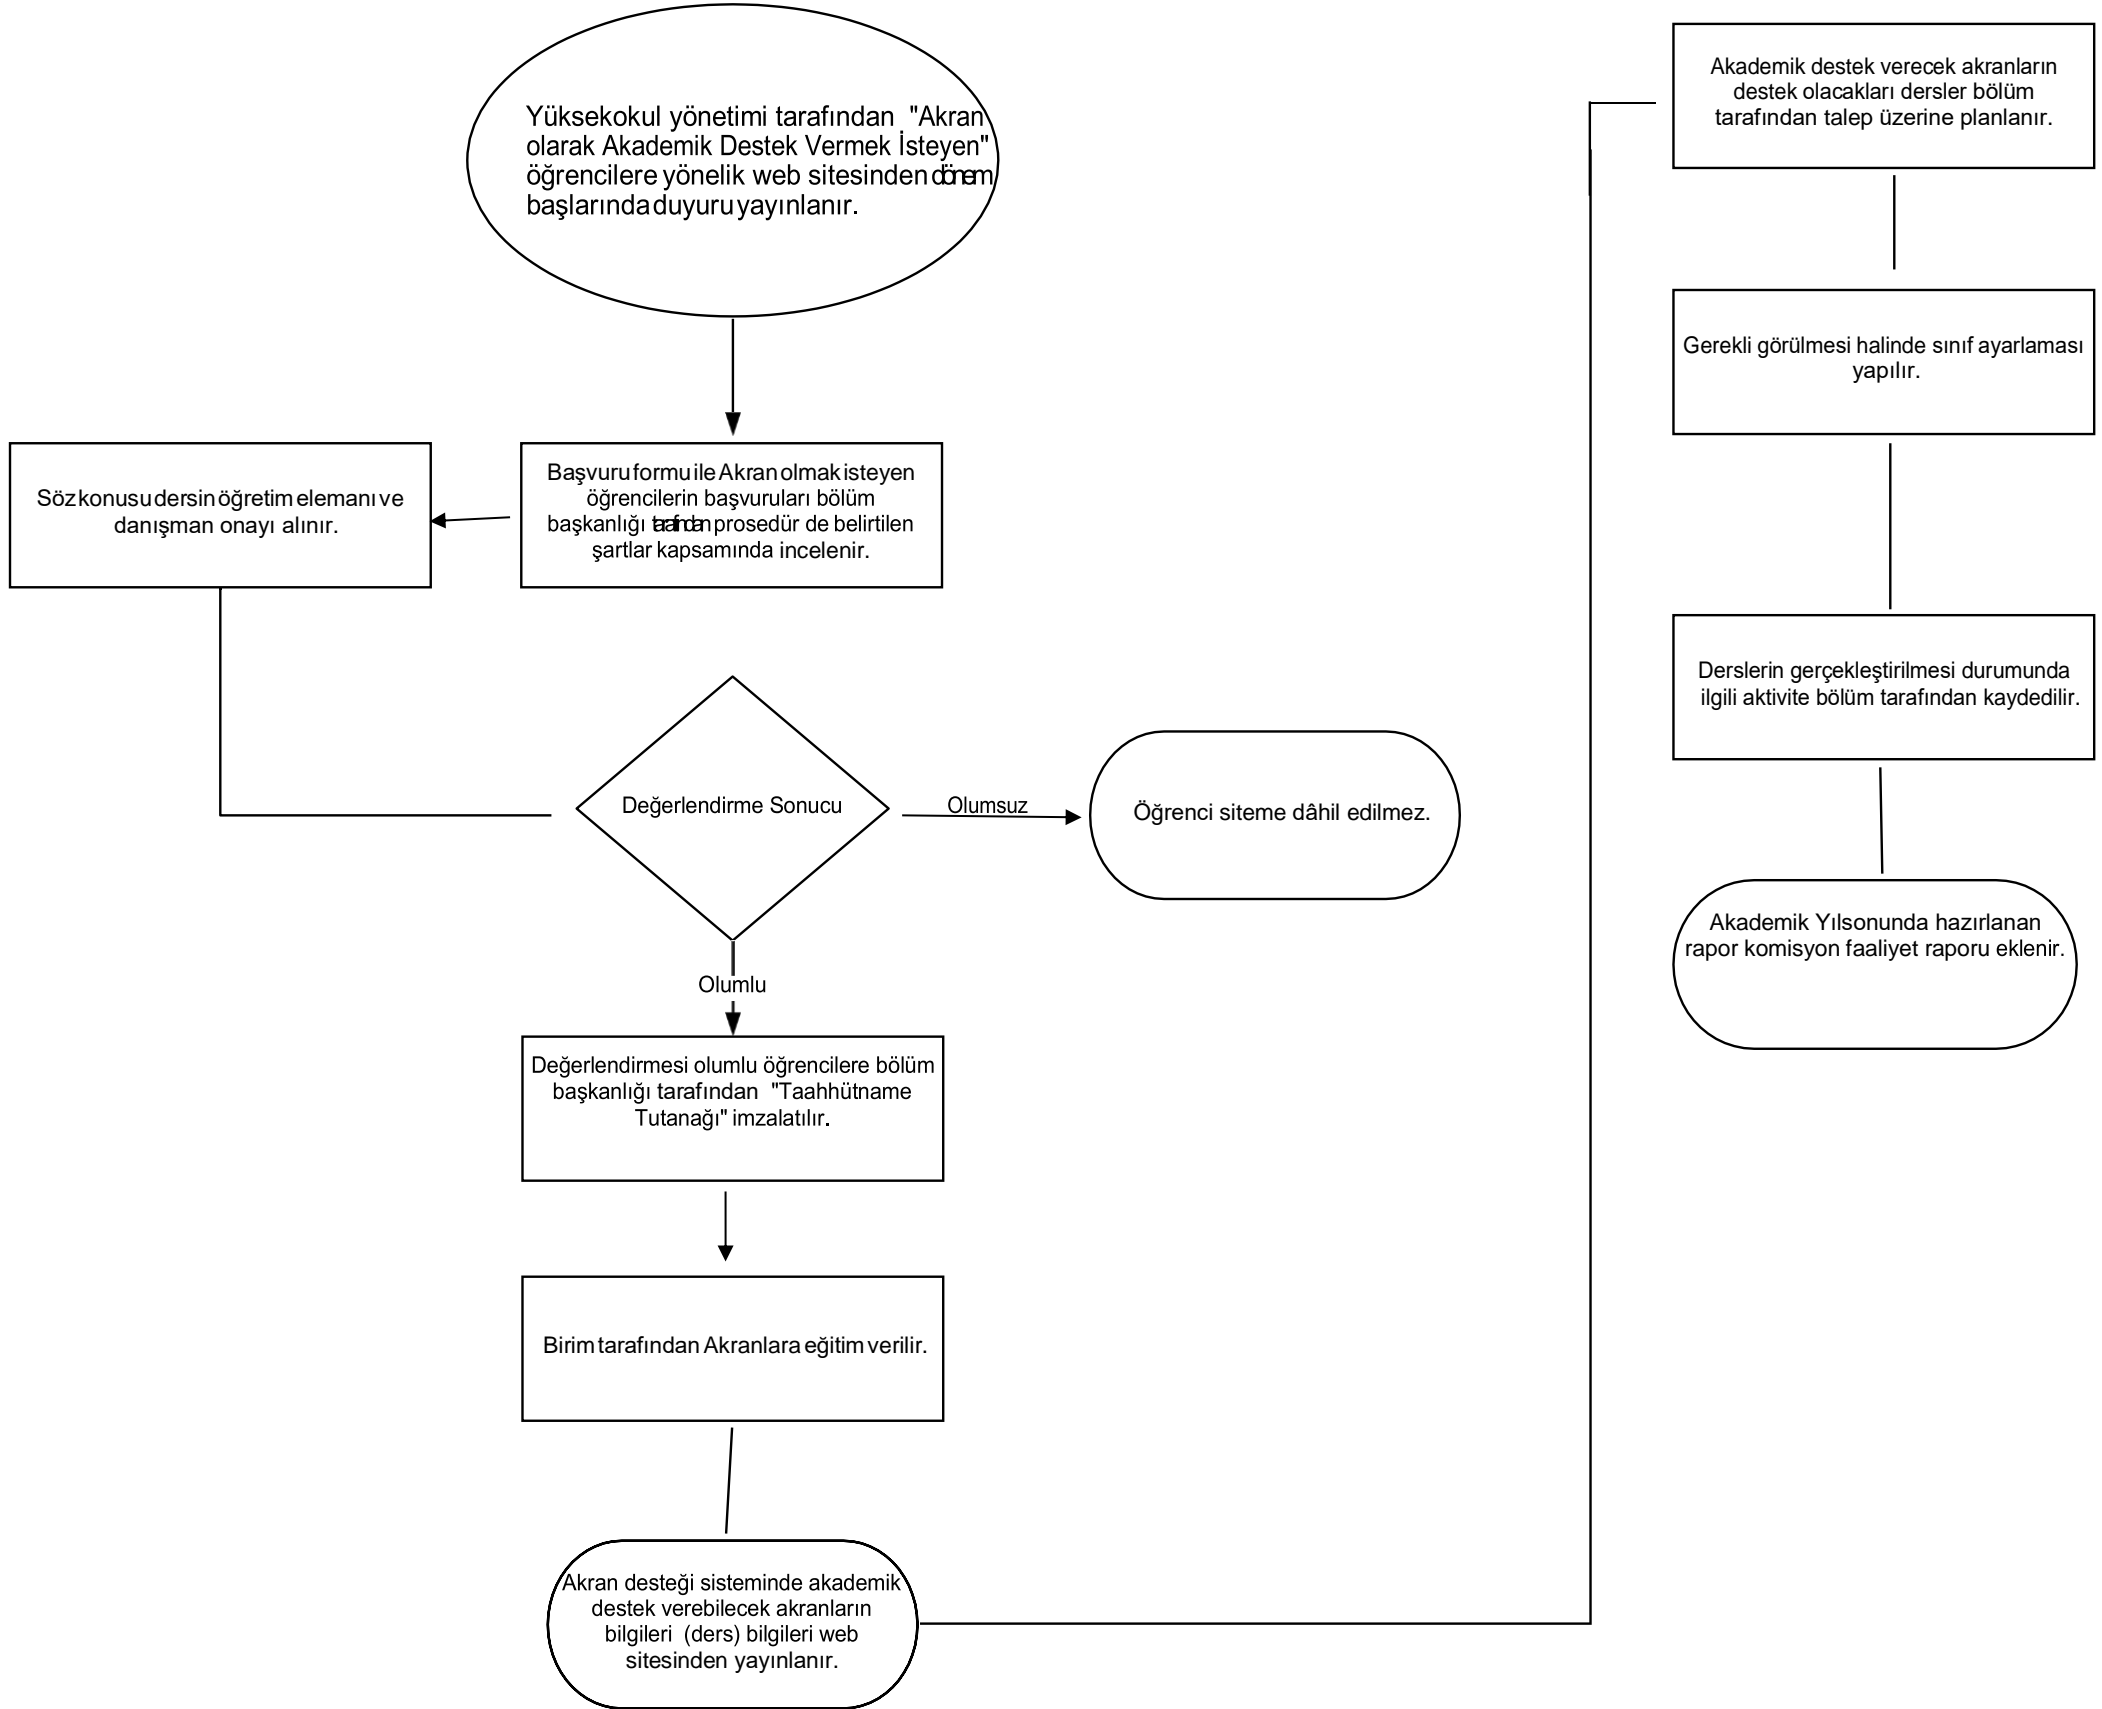 Yüksekokul yönetimi tarafından "Akran
olarak Akademik Destek Vermek İsteyen"
öğrencilere yönelik web sitesinden dönem
başlarında duyuru yayınlanır.
Başvuru formu ile Akran olmak isteyen
öğrencilerin başvuruları bölüm
başkanlığı tarafından prosedür de belirtilen
şartlar kapsamında incelenir.
Söz konusu dersin öğretim elemanı ve
danışman onayı alınır.
Değerlendirme Sonucu
Olumsuz
Öğrenci siteme dâhil edilmez.
Olumlu
Değerlendirmesi olumlu öğrencilere bölüm
başkanlığı tarafından "Taahhütname
Tutanağı" imzalatılır.
Birim tarafından Akranlara eğitim verilir.
Akran desteği sisteminde akademik
destek verebilecek akranların
bilgileri (ders) bilgileri web
sitesinden yayınlanır.
Akademik destek verecek akranların
destek olacakları dersler bölüm
tarafından talep üzerine planlanır.
Gerekli görülmesi halinde sınıf ayarlaması
yapılır.
Derslerin gerçekleştirilmesi durumunda
ilgili aktivite bölüm tarafından kaydedilir.
Akademik Yılsonunda hazırlanan
rapor komisyon faaliyet raporu eklenir.